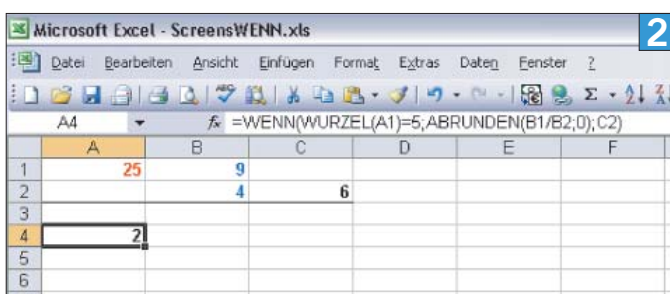 Microsoft Excel - ScreensWENN.xls
2
Datei Bearbeiten Ansicht Einfügen Format Extras Daten Fenster ?
A4 fx =WENN(WURZEL(A1)=5;ABRUNDEN(B1/B2;0);C2)
A B C D E F
1 25 9
2 4 6
3
4 2
5
6